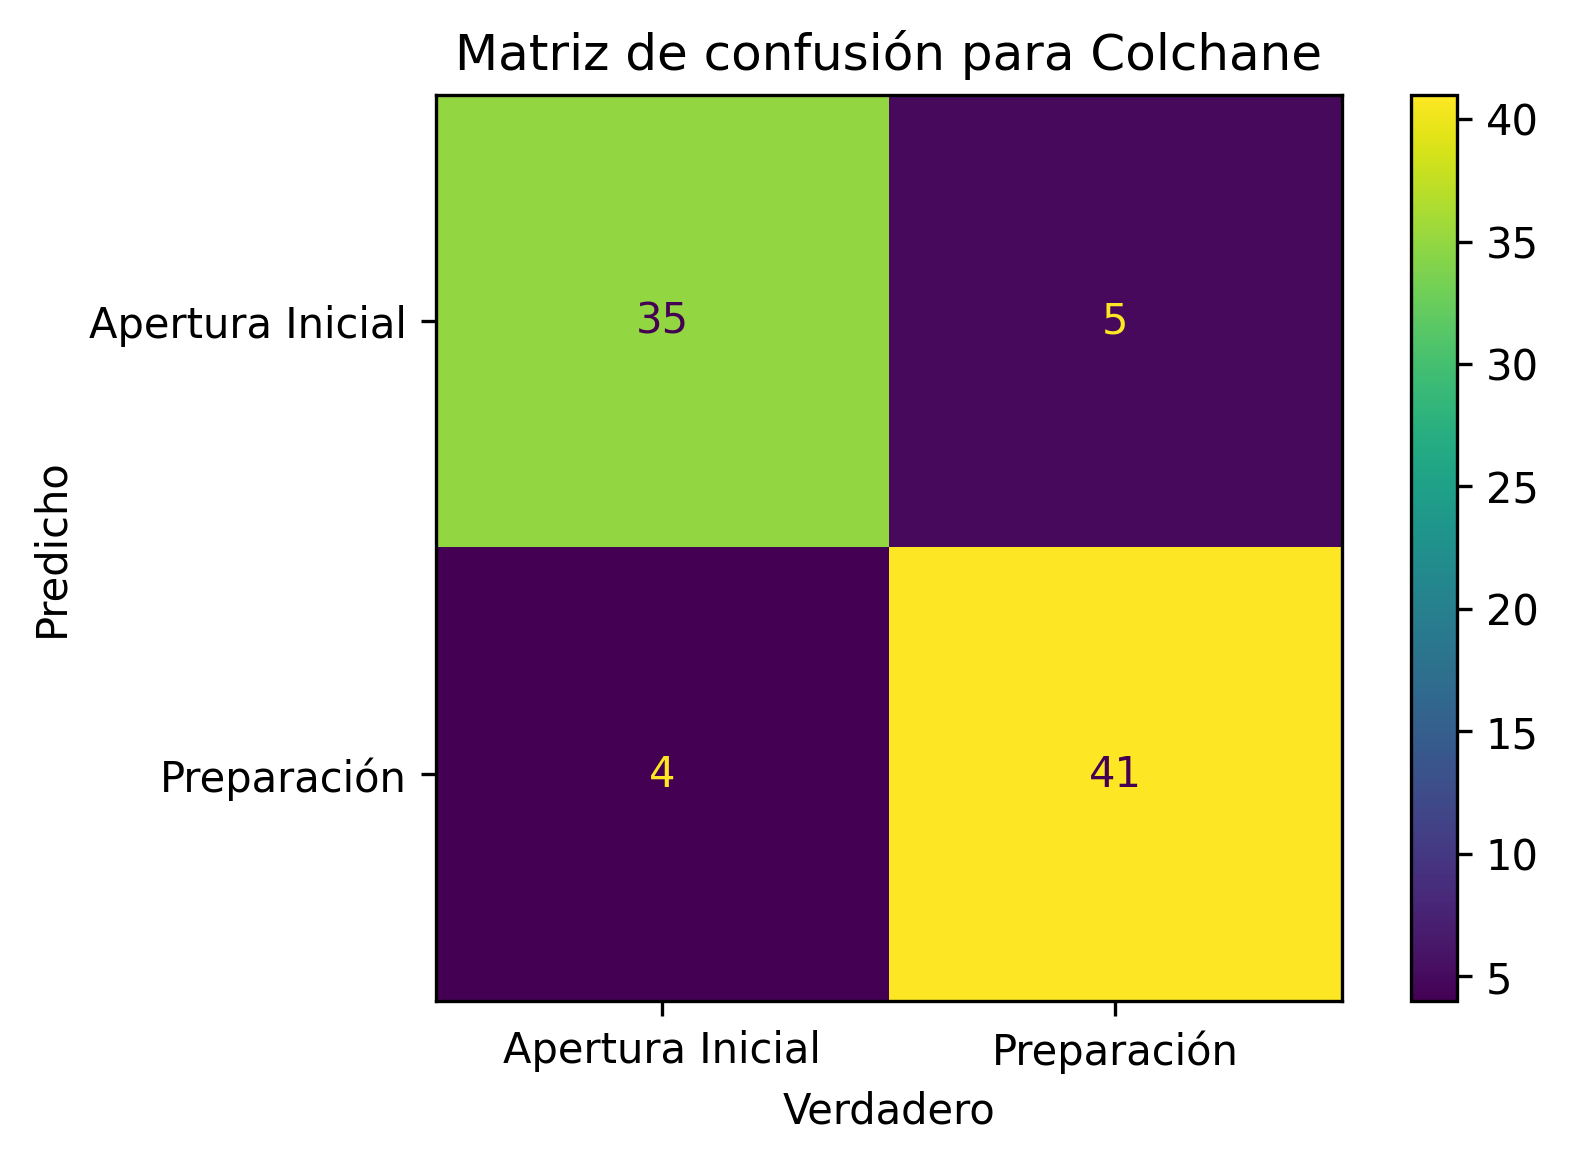 Matriz de confusión para Colchane
Predicho
Apertura Inicial
35
5
Preparación
4
41
Apertura Inicial
Preparación
Verdadero
40
35
30
25
20
15
10
5